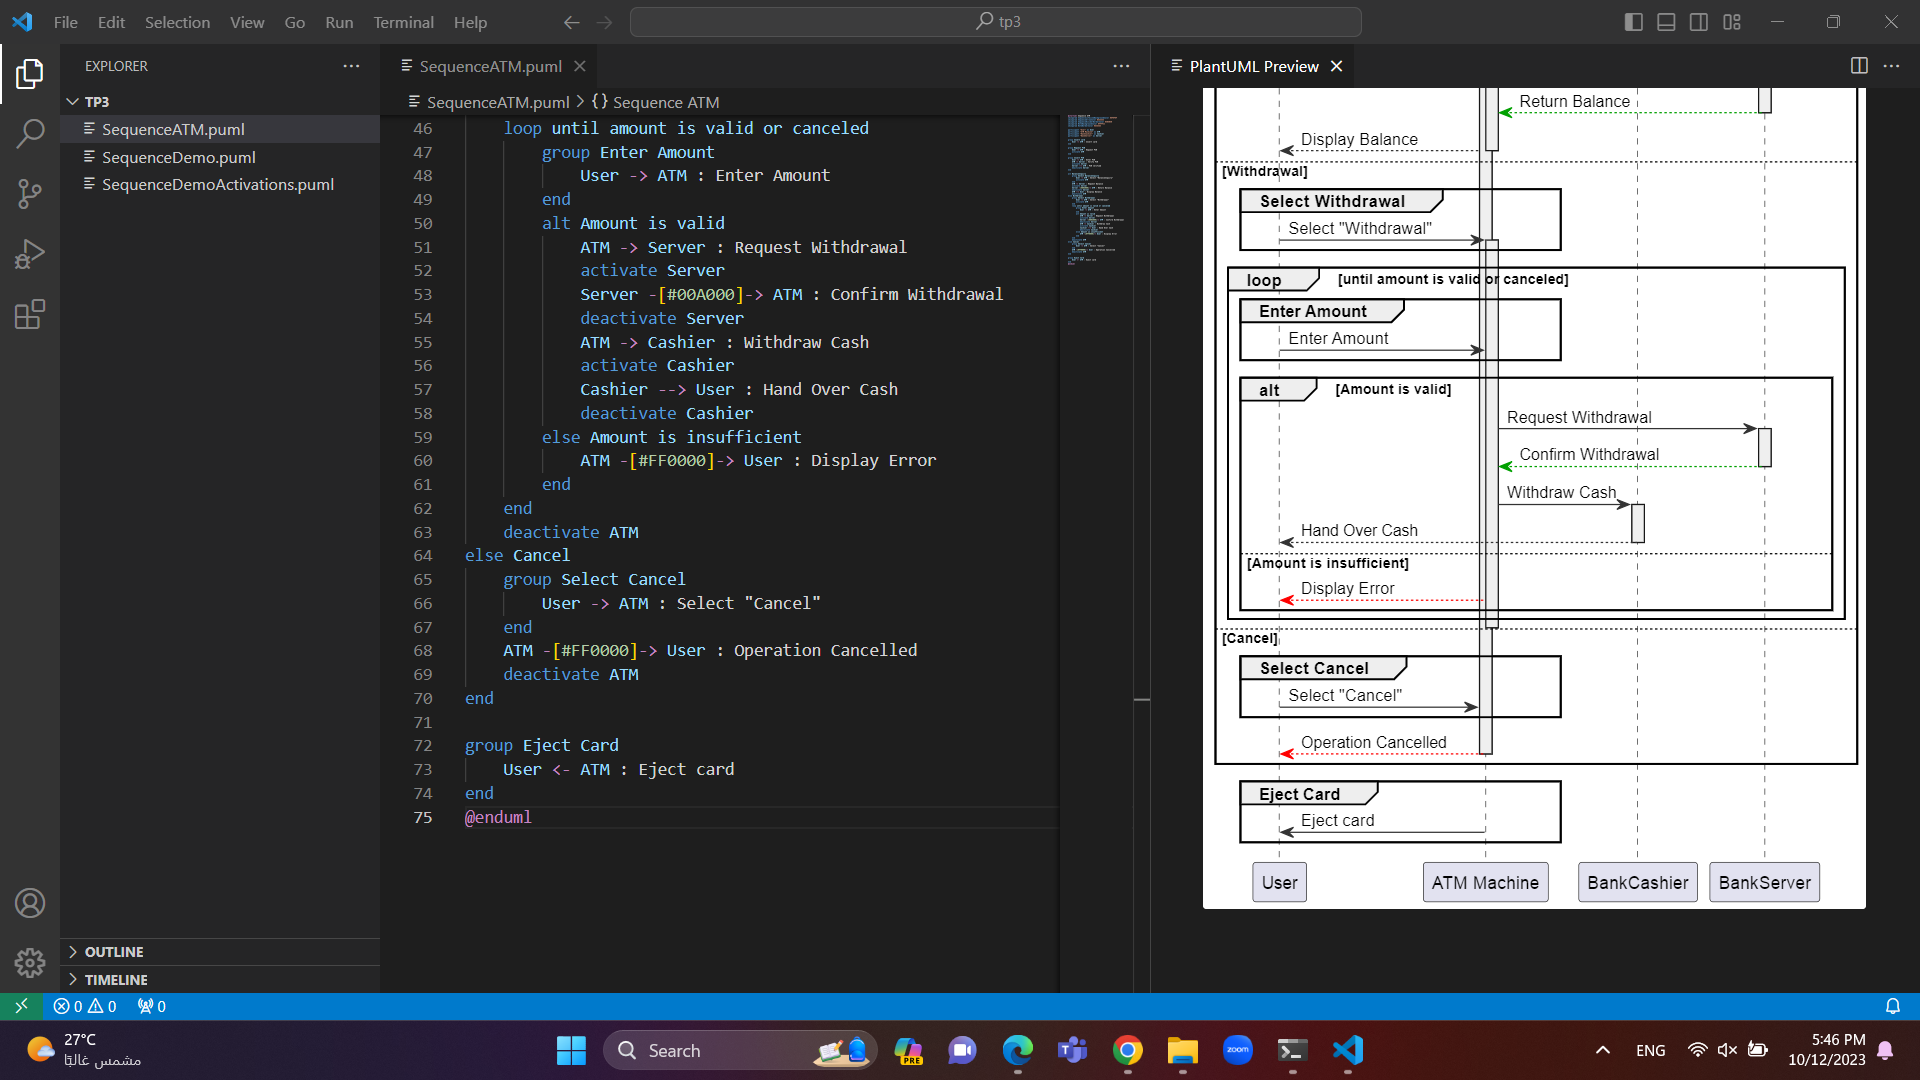 File Edit Selection View Go Run Terminal Help
tp3
EXPLORER
TP3
SequenceATM.puml
SequenceDemo.puml
SequenceDemoActivations.puml
OUTLINE
TIMELINE
SequenceATM.puml
SequenceATM.puml > {} Sequence ATM
46 loop until amount is valid or canceled
47 group Enter Amount
48 User -> ATM : Enter Amount
49 end
50 alt Amount is valid
51 ATM -> Server : Request Withdrawal
52 activate Server
53 Server -[#00A000]-> ATM : Confirm Withdrawal
54 deactivate Server
55 ATM -> Cashier : Withdraw Cash
56 activate Cashier
57 Cashier --> User : Hand Over Cash
58 deactivate Cashier
59 else Amount is insufficient
60 ATM -[#FF0000]-> User : Display Error
61 end
62 end
63 deactivate ATM
64 else Cancel
65 group Select Cancel
66 User -> ATM : Select "Cancel"
67 end
68 ATM -[#FF0000]-> User : Operation Cancelled
69 deactivate ATM
70 end
71
72 group Eject Card
73 User <- ATM : Eject card
74 end
75 @enduml
PlantUML Preview
Return Balance
Display Balance
[Withdrawal]
Select Withdrawal
Select "Withdrawal"
loop [until amount is valid or canceled]
Enter Amount
Enter Amount
alt [Amount is valid]
Request Withdrawal
Confirm Withdrawal
Withdraw Cash
Hand Over Cash
[Amount is insufficient]
Display Error
[Cancel]
Select Cancel
Select "Cancel"
Operation Cancelled
Eject Card
Eject card
User ATM Machine BankCashier BankServer
0 0 0
27°C
مشمس غالبًا
Search
PRE
zoom
ENG
5:46 PM
10/12/2023